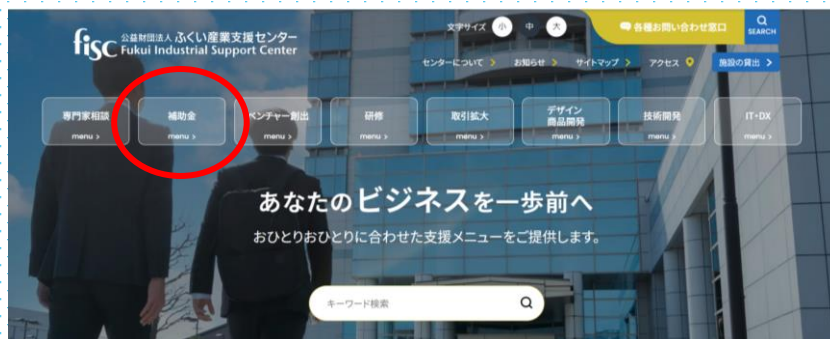 fisc 公益財団法人 ふくい産業支援センター
Fukui Industrial Support Center
文字サイズ 小 中 大
各種お問い合わせ窓口
SEARCH
センターについて > お知らせ > サイトマップ > アクセス
施設の貸出 >
専門家相談 menu >
補助金 menu >
ベンチャー創出 menu >
研修 menu >
取引拡大 menu >
デザイン
商品開発 menu >
技術開発 menu >
IT・DX menu >
あなたのビジネスを一歩前へ
おひとりおひとりに合わせた支援メニューをご提供します。
キーワード検索